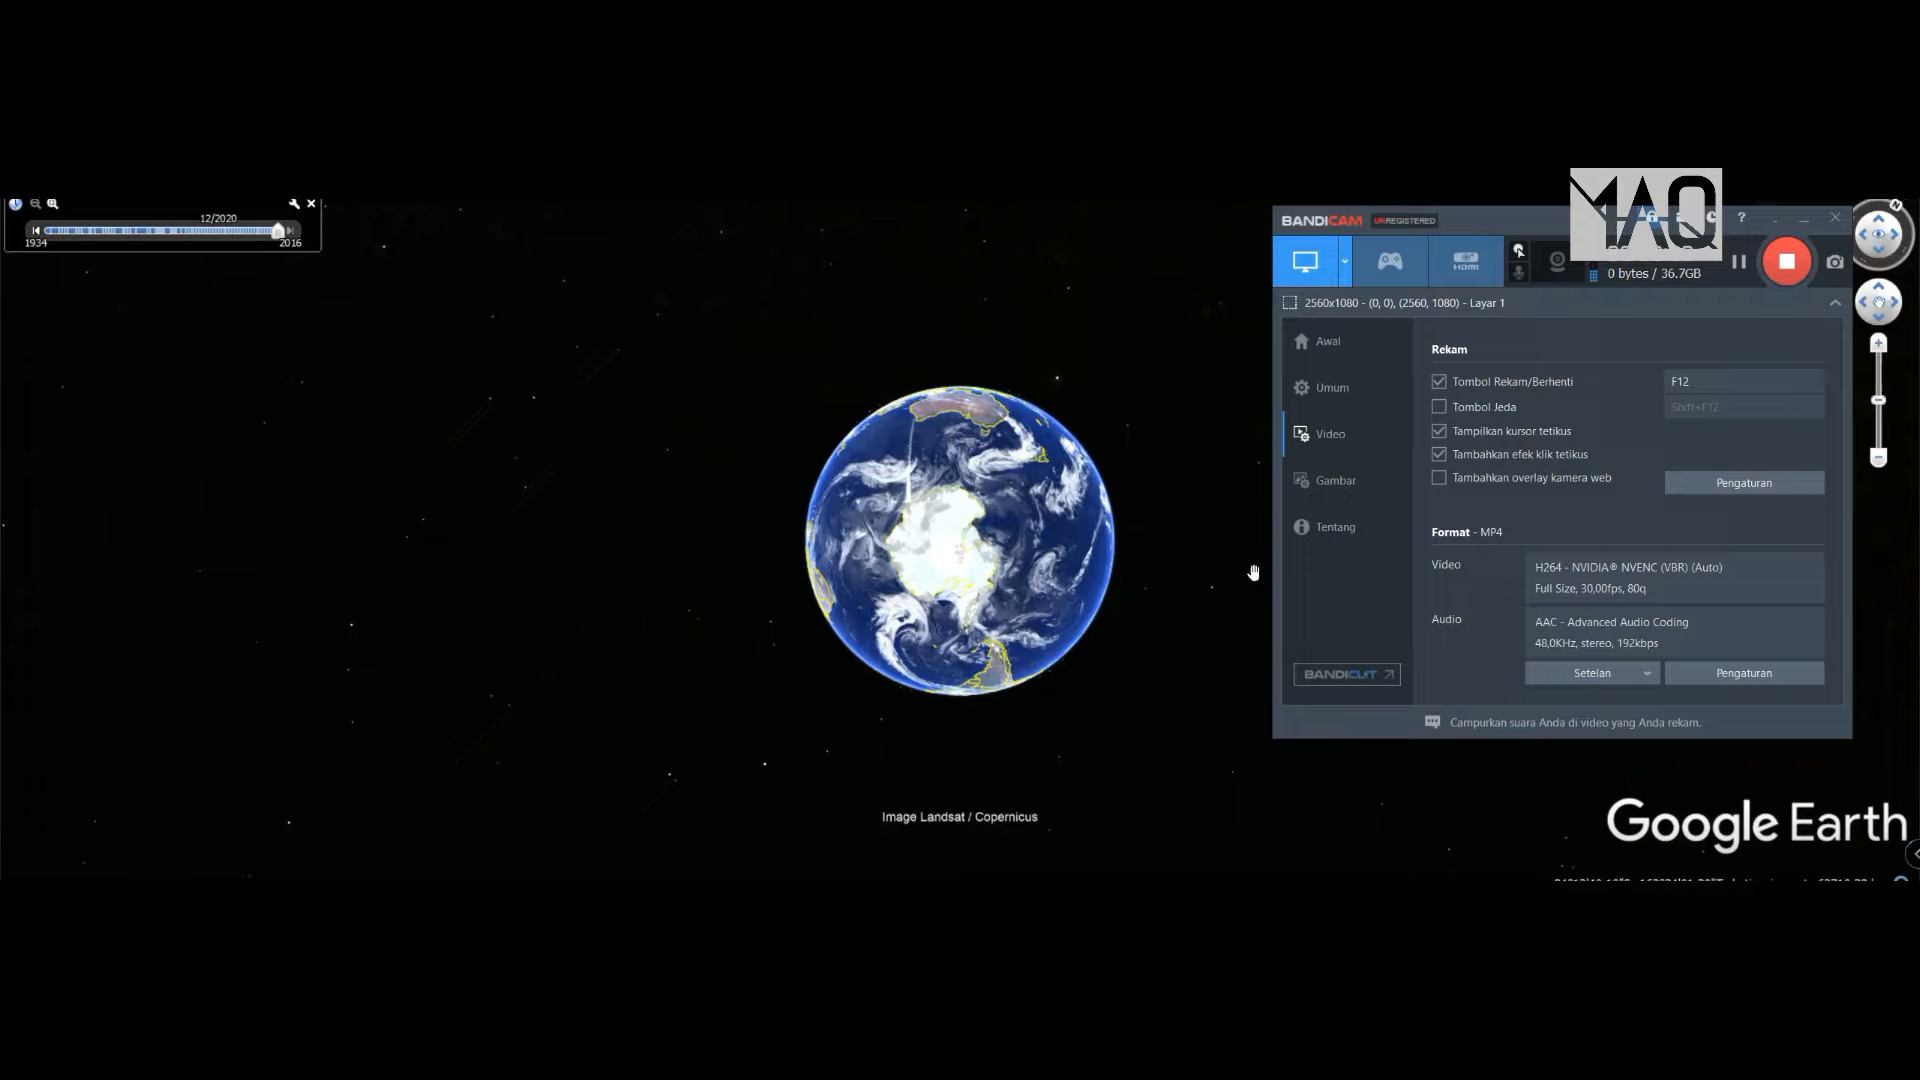 MAQ
12/2020
1934
2016
BANDICAM UNREGISTERED
?
HDMI
0 bytes / 36.7GB
2560x1080 - (0, 0), (2560, 1080) - Layar 1
Awal
Umum
Video
Gambar
Tentang
Rekam
Tombol Rekam/Berhenti
F12
Tombol Jeda
Shift+F12
Tampilkan kursor tetikus
Tambahkan efek klik tetikus
Tambahkan overlay kamera web
Pengaturan
Format - MP4
Video
H264 - NVIDIA® NVENC (VBR) (Auto)
Full Size, 30,00fps, 80q
Audio
AAC - Advanced Audio Coding
48,0KHz, stereo, 192kbps
Setelan
Pengaturan
BANDICUT
Campurkan suara Anda di video yang Anda rekam.
Image Landsat / Copernicus
Google Earth